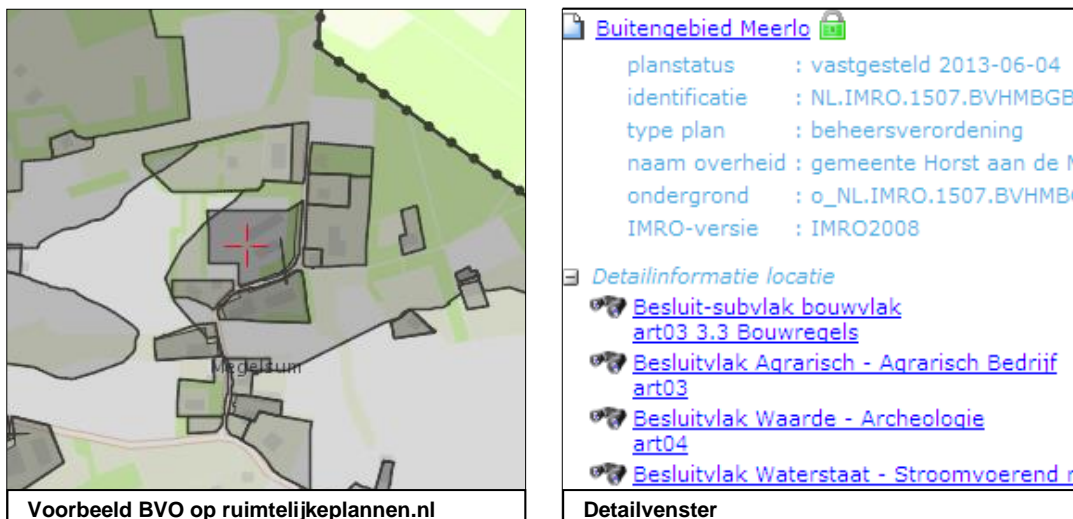 Megelsum
Voorbeeld BVO op ruimtelijkeplannen.nl
Buitengebied Meerlo
planstatus : vastgesteld 2013-06-04
identificatie : NL.IMRO.1507.BVHMBGB
type plan : beheersverordening
naam overheid : gemeente Horst aan de
ondergrond : o_NL.IMRO.1507.BVHMB
IMRO-versie : IMRO2008
Detailinformatie locatie
Besluit-subvlak bouwvlak
art03 3.3 Bouwregels
Besluitvlak Agrarisch - Agrarisch Bedrijf
art03
Besluitvlak Waarde - Archeologie
art04
Besluitvlak Waterstaat - Stroomvoerend
Detailvenster